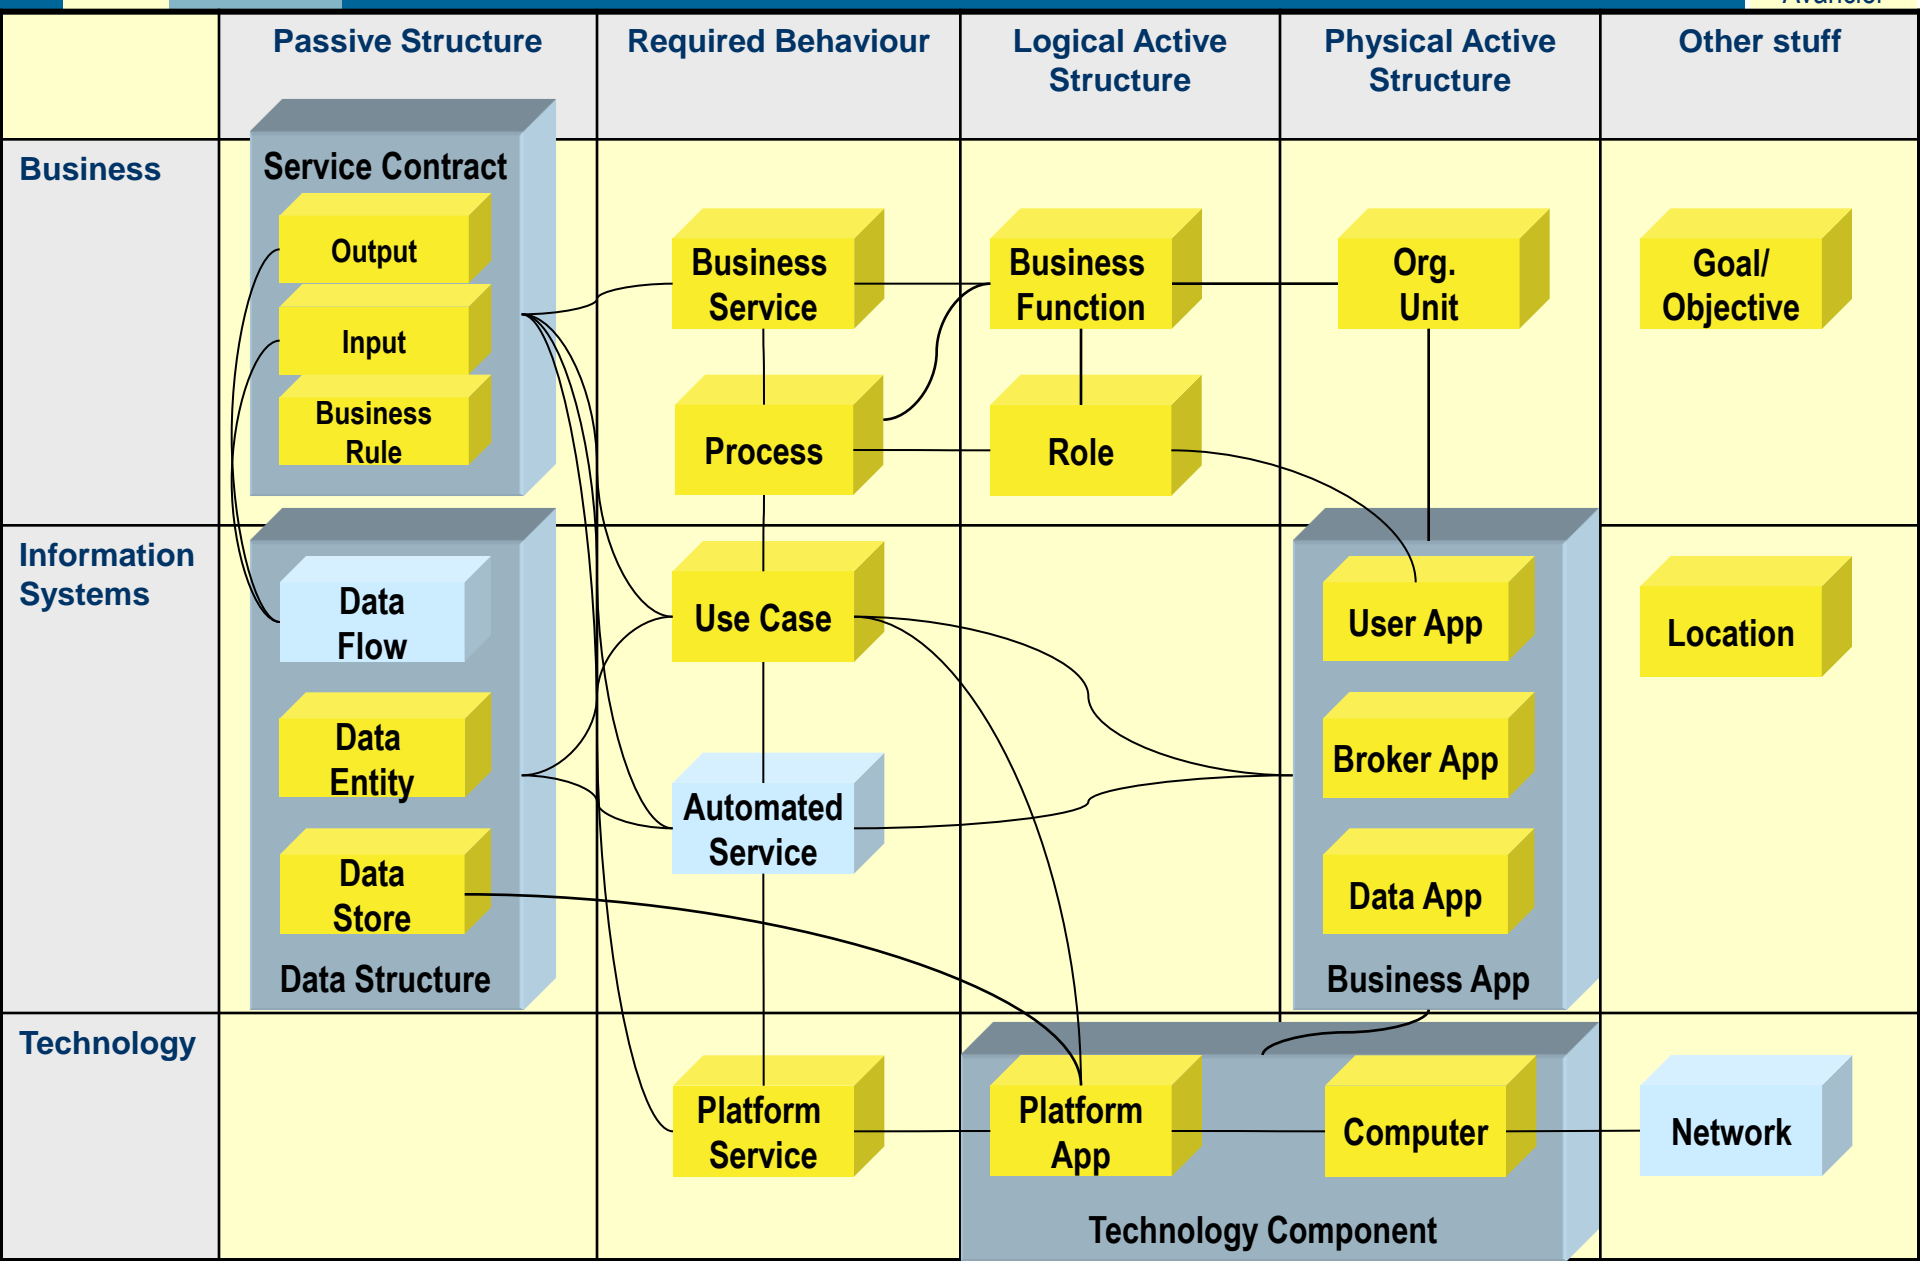 Passive Structure
Required Behaviour
Logical Active
Structure
Physical Active
Structure
Other stuff
Business
Service Contract
Output
Input
Business
Rule
Business
Service
Business
Function
Org.
Unit
Goal/
Objective
Process
Role
Information
Systems
Data
Flow
Data
Entity
Data
Store
Data Structure
Use Case
Automated
Service
User App
Broker App
Data App
Business App
Location
Technology
Platform
Service
Platform
App
Computer
Technology Component
Network